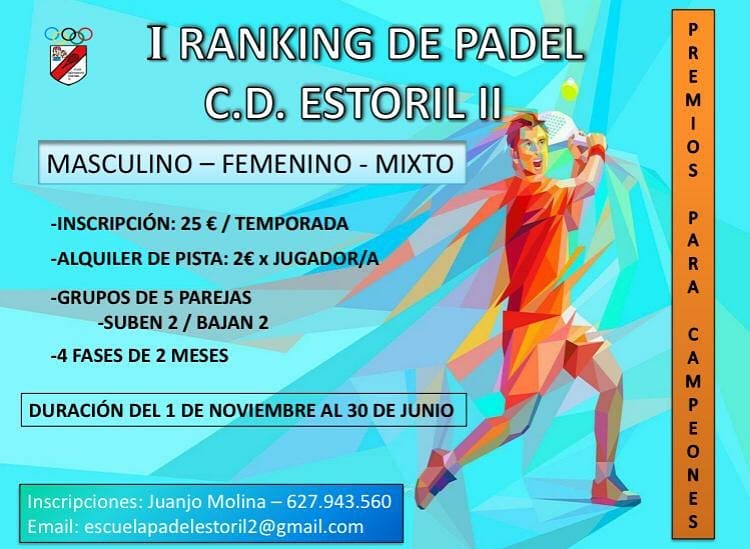 I RANKING DE PADEL
C.D. ESTORIL II
MASCULINO – FEMENINO - MIXTO
-INSCRIPCIÓN: 25 € / TEMPORADA
-ALQUILER DE PISTA: 2€ x JUGADOR/A
-GRUPOS DE 5 PAREJAS
-SUBEN 2 / BAJAN 2
-4 FASES DE 2 MESES
DURACIÓN DEL 1 DE NOVIEMBRE AL 30 DE JUNIO
Inscripciones: Juanjo Molina – 627.943.560
Email: escuelapadelestoril2@gmail.com
PREMIOS PARA CAMPEONES